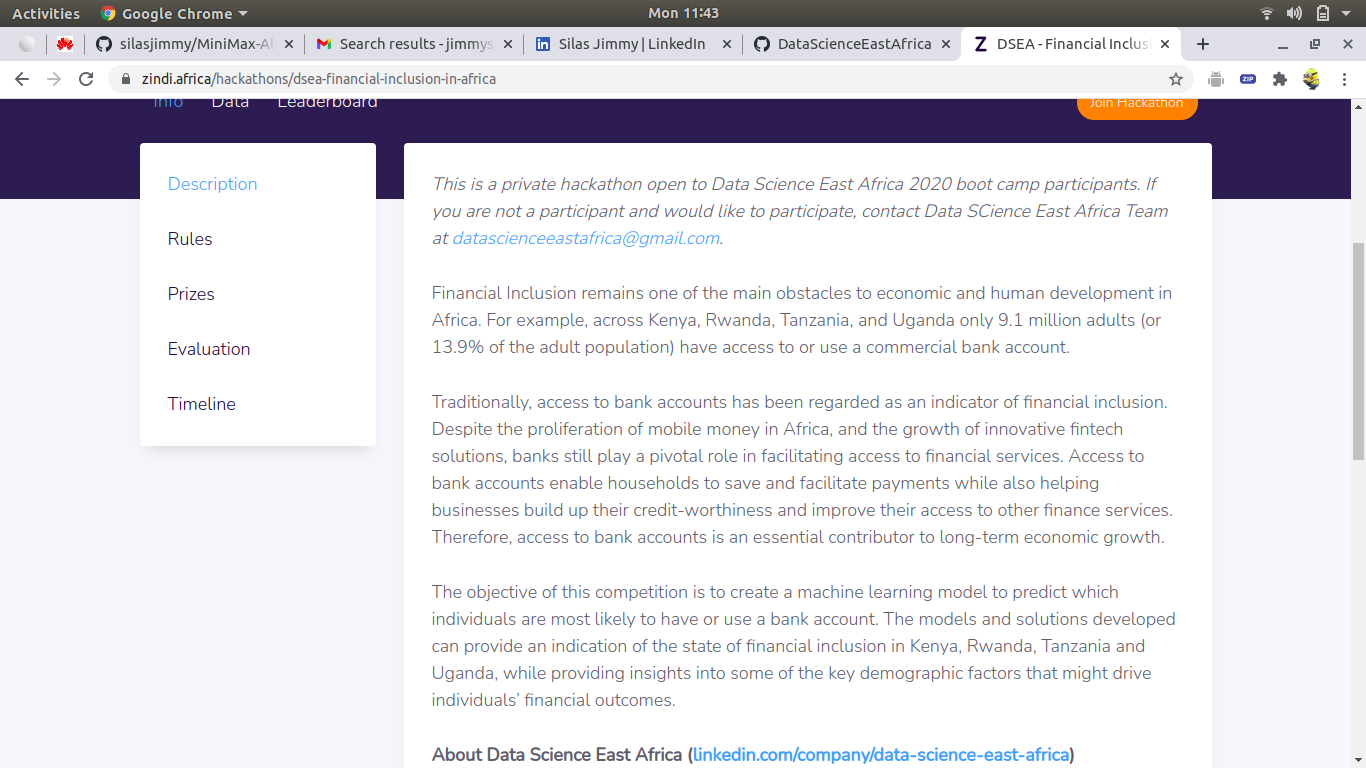 Activities
Google Chrome
Mon 11:43
silasjimmy/MiniMax-Al
Search results - jimmys
Silas Jimmy | LinkedIn
DataScienceEastAfrica
DSEA - Financial Inclusi
zindi.africa/hackathons/dsea-financial-inclusion-in-africa
ZIP
Info
Data
Leaderboard
Join Hackathon
Description
Rules
Prizes
Evaluation
Timeline
This is a private hackathon open to Data Science East Africa 2020 boot camp participants. If
you are not a participant and would like to participate, contact Data SCience East Africa Team
at datascienceeastafrica@gmail.com.
Financial Inclusion remains one of the main obstacles to economic and human development in
Africa. For example, across Kenya, Rwanda, Tanzania, and Uganda only 9.1 million adults (or
13.9% of the adult population) have access to or use a commercial bank account.
Traditionally, access to bank accounts has been regarded as an indicator of financial inclusion.
Despite the proliferation of mobile money in Africa, and the growth of innovative fintech
solutions, banks still play a pivotal role in facilitating access to financial services. Access to
bank accounts enable households to save and facilitate payments while also helping
businesses build up their credit-worthiness and improve their access to other finance services.
Therefore, access to bank accounts is an essential contributor to long-term economic growth.
The objective of this competition is to create a machine learning model to predict which
individuals are most likely to have or use a bank account. The models and solutions developed
can provide an indication of the state of financial inclusion in Kenya, Rwanda, Tanzania and
Uganda, while providing insights into some of the key demographic factors that might drive
individuals’ financial outcomes.
About Data Science East Africa (linkedin.com/company/data-science-east-africa)